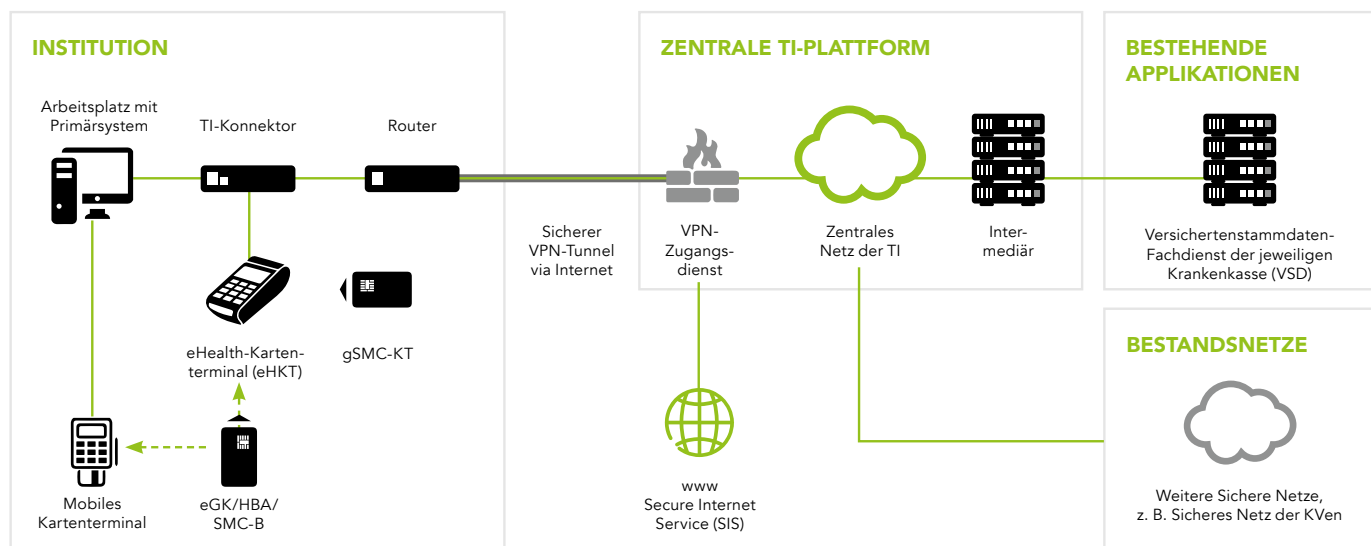 INSTITUTION
Arbeitsplatz mit
Primärsystem
TI-Konnektor
Router
eHealth-Karten-
terminal (eHKT)
gSMC-KT
Mobiles
Kartenterminal
eGK/HBA/
SMC-B
Sicherer
VPN-Tunnel
via Internet
ZENTRALE TI-PLATTFORM
VPN-
Zugangs-
dienst
Zentrales
Netz der TI
Inter-
mediär
www
Secure Internet
Service (SIS)
BESTEHENDE
APPLIKATIONEN
Versichertenstammdaten-
Fachdienst der jeweiligen
Krankenkasse (VSD)
BESTANDSNETZE
Weitere Sichere Netze,
z. B. Sicheres Netz der KVen